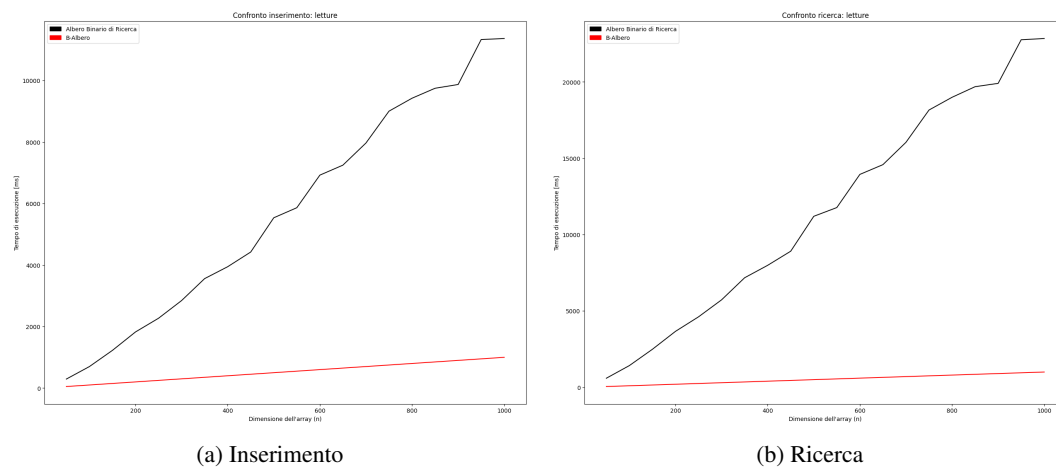 Confronto inserimento: letture
Albero Binario di Ricerca
B-Albero
Tempo di esecuzione [ms]
10000
8000
6000
4000
2000
0
200
400
600
800
1000
Dimensione dell'array (n)
(a) Inserimento
Confronto ricerca: letture
Albero Binario di Ricerca
B-Albero
Tempo di esecuzione [ms]
20000
15000
10000
5000
0
200
400
600
800
1000
Dimensione dell'array (n)
(b) Ricerca